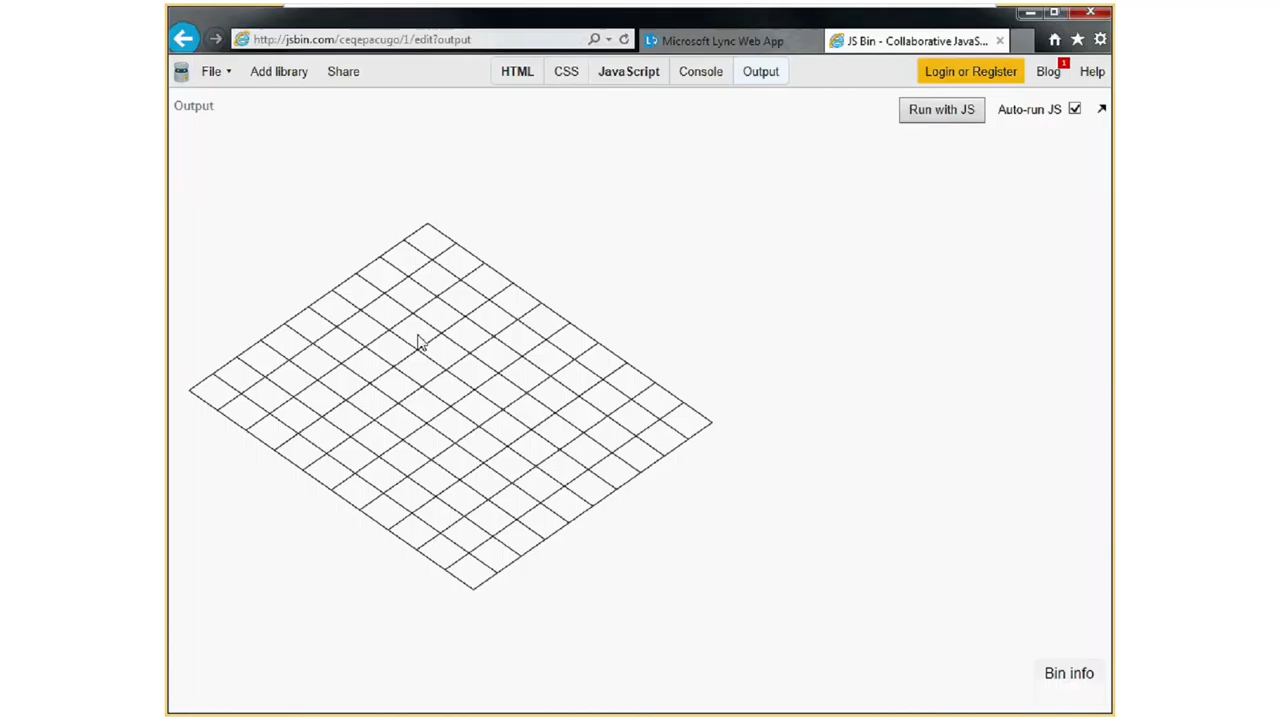 http://jsbin.com/ceqepacugo/1/edit?output
Microsoft Lync Web App
JS Bin - Collaborative JavaS...
File
Add library
Share
HTML
CSS
JavaScript
Console
Output
Login or Register
Blog
1
Help
Output
Run with JS
Auto-run JS
Bin info